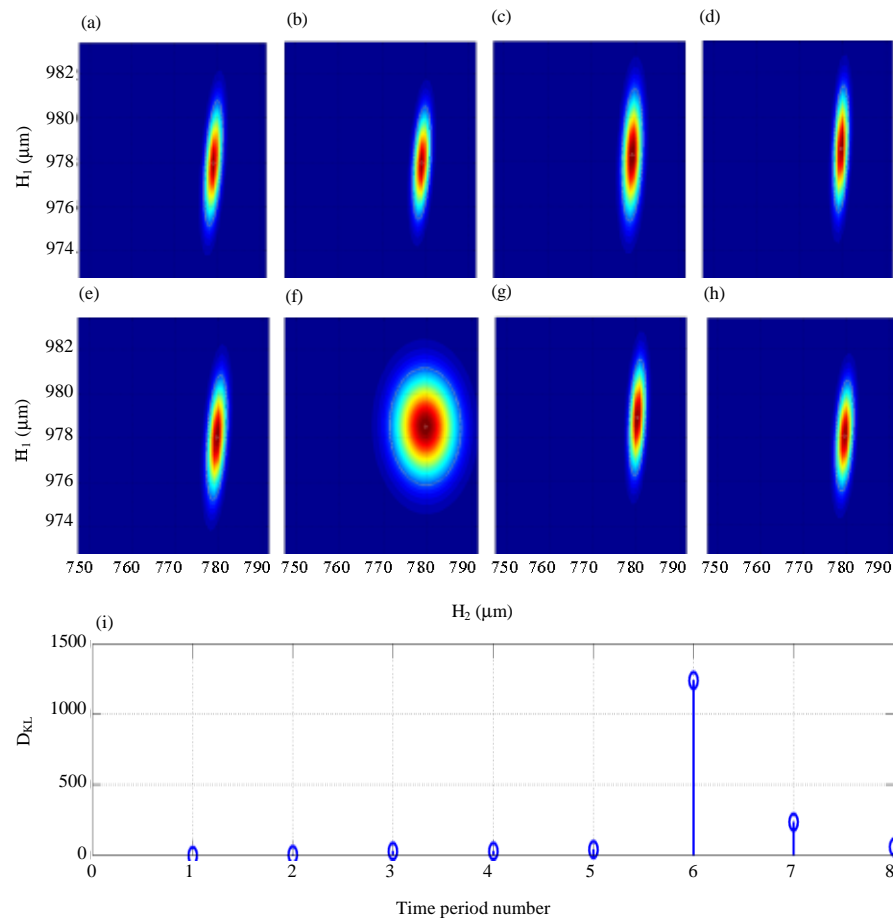 (a) (b) (c) (d)
982
980
978
976
974
H1 (μm)
(e) (f) (g) (h)
982
980
978
976
974
H1 (μm)
750 760 770 780 790 750 760 770 780 790 750 760 770 780 790 750 760 770 780 790
H2 (μm)
(i)
1500
1000
500
0
DKL
0 1 2 3 4 5 6 7 8
Time period number